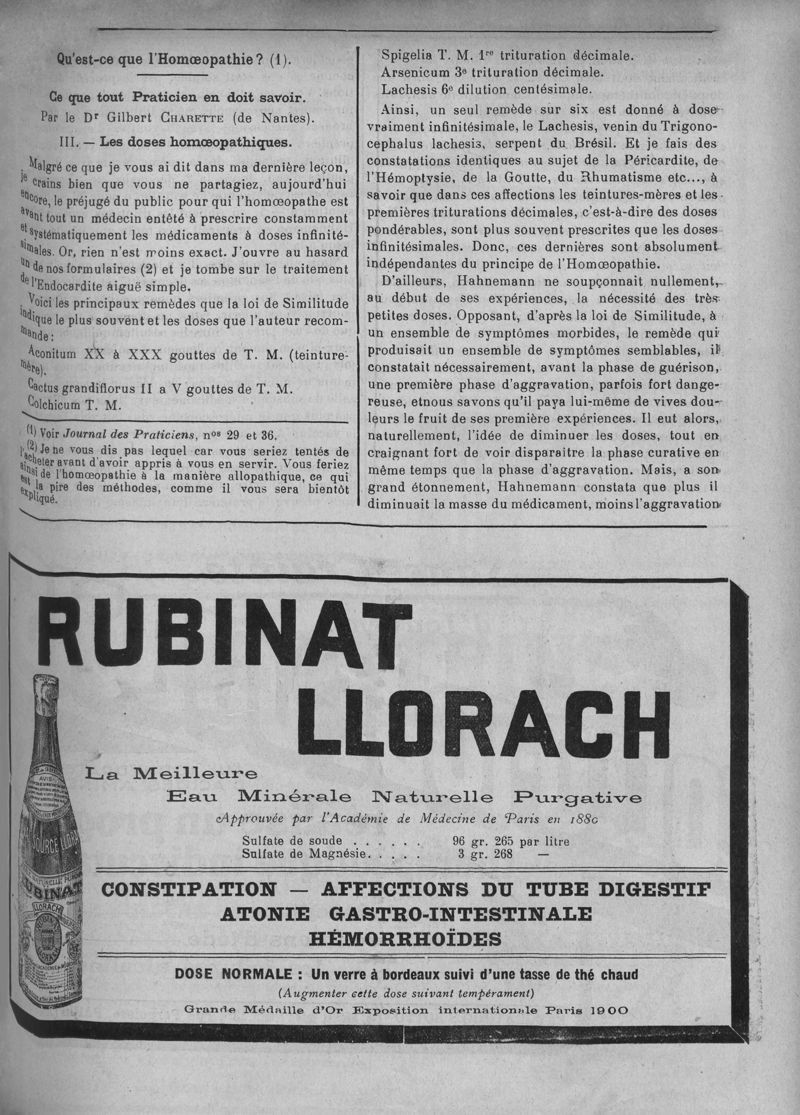 Qu'est-ce que l'Homœopathie ? (1).
Ce que tout Praticien en doit savoir.
Par le Dr Gilbert CHARETTE (de Nantes).
III. — Les doses homœopathiques.
Malgré ce que je vous ai dit dans ma dernière leçon,
je crains bien que vous ne partagiez, aujourd'hui
encore, le préjugé du public pour qui l'homœopathe est
avant tout un médecin entêté à prescrire constamment
et systématiquement les médicaments à doses infinité-
simales. Or, rien n'est moins exact. J'ouvre au hasard
un de nos formulaires (2) et je tombe sur le traitement
de l'Endocardite aiguë simple.
Voici les principaux remèdes que la loi de Similitude
indique le plus souvent et les doses que l'auteur recom-
mande :
Aconitum XX à XXX gouttes de T. M. (teinture-
mère).
Cactus grandiflorus II a V gouttes de T. M.
Colchicum T. M.
(1) Voir Journal des Praticiens, nos 29 et 36.
(2) Je ne vous dis pas lequel car vous seriez tentés de
l'acheter avant d'avoir appris à vous en servir. Vous feriez
ainsi de l'homœopathie à la manière allopathique, ce qui
est la pire des méthodes, comme il vous sera bientôt
expliqué.
Spigelia T. M. 1re trituration décimale.
Arsenicum 3e trituration décimale.
Lachesis 6e dilution centésimale.
Ainsi, un seul remède sur six est donné à dose
vraiment infinitésimale, le Lachesis, venin du Trigono-
cephalus lachesis, serpent du Brésil. Et je fais des
constatations identiques au sujet de la Péricardite, de
l'Hémoptysie, de la Goutte, du Rhumatisme etc..., à
savoir que dans ces affections les teintures-mères et les
premières triturations décimales, c'est-à-dire des doses
pondérables, sont plus souvent prescrites que les doses
infinitésimales. Donc, ces dernières sont absolument
indépendantes du principe de l'Homœopathie.
D'ailleurs, Hahnemann ne soupçonnait nullement,
au début de ses expériences, la nécessité des très
petites doses. Opposant, d'après la loi de Similitude, à
un ensemble de symptômes morbides, le remède qui
produisait un ensemble de symptômes semblables, il
constatait nécessairement, avant la phase de guérison,
une première phase d'aggravation, parfois fort dange-
reuse, etnous savons qu'il paya lui-même de vives dou-
leurs le fruit de ses première expériences. Il eut alors,
naturellement, l'idée de diminuer les doses, tout en
craignant fort de voir disparaître la phase curative en
même temps que la phase d'aggravation. Mais, a son
grand étonnement, Hahnemann constata que plus il
diminuait la masse du médicament, moins l'aggravation
RUBINAT
LLORACH
La Meilleure
Eau Minérale Naturelle Purgative
Approuvée par l'Académie de Médecine de Paris en 1880
Sulfate de soude . . . . . . 96 gr. 265 par litre
Sulfate de Magnésie. . . . . 3 gr. 268 —
CONSTIPATION — AFFECTIONS DU TUBE DIGESTIF
ATONIE GASTRO-INTESTINALE
HÉMORRHOÏDES
DOSE NORMALE : Un verre à bordeaux suivi d'une tasse de thé chaud
(Augmenter cette dose suivant tempérament)
Grande Médaille d'Or Exposition internationale Paris 1900
SOURCE LLORACH
RUBINAT
LLORACH